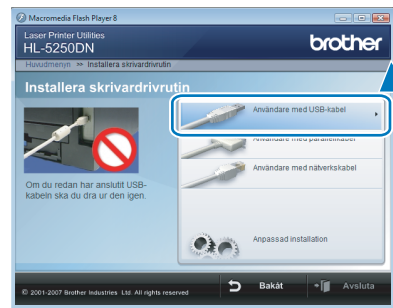 Macromedia Flash Player 8
Laser Printer Utilities
HL-5250DN
brother
Huvudmenyn >> Installera skrivardrivrutin
Installera skrivardrivrutin
Användare med USB-kabel
Användare med parallellkabel
Användare med nätverkskabel
Om du redan har anslutit USB-
kabeln ska du dra ur den igen.
Anpassad installation
© 2001-2007 Brother Industries Ltd. All rights reserved
Bakåt
Avsluta